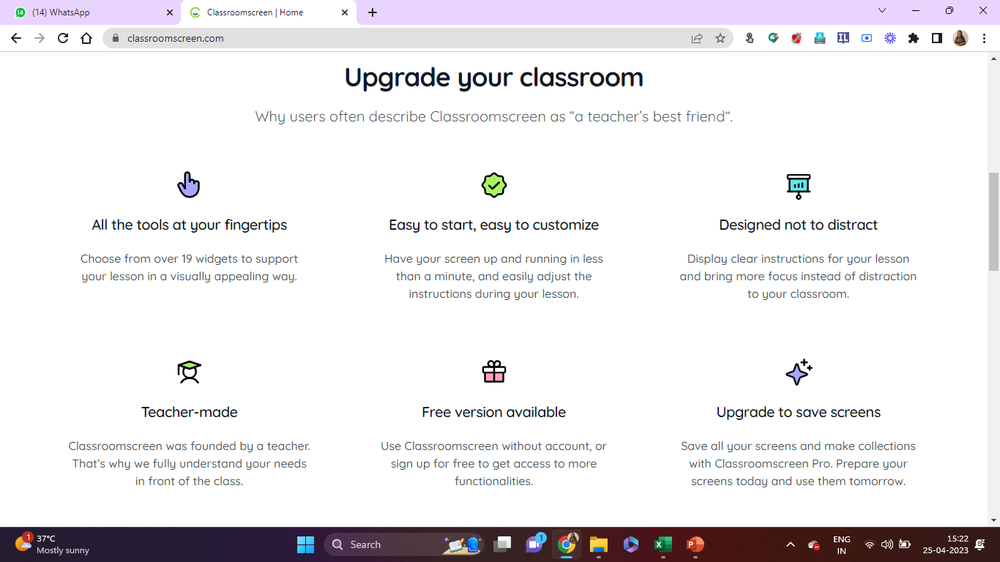 (14) WhatsApp
Classroomscreen | Home
classroomscreen.com
Upgrade your classroom
Why users often describe Classroomscreen as “a teacher’s best friend”.
All the tools at your fingertips
Choose from over 19 widgets to support
your lesson in a visually appealing way.
Easy to start, easy to customize
Have your screen up and running in less
than a minute, and easily adjust the
instructions during your lesson.
Designed not to distract
Display clear instructions for your lesson
and bring more focus instead of distraction
to your classroom.
Teacher-made
Classroomscreen was founded by a teacher.
That’s why we fully understand your needs
in front of the class.
Free version available
Use Classroomscreen without account, or
sign up for free to get access to more
functionalities.
Upgrade to save screens
Save all your screens and make collections
with Classroomscreen Pro. Prepare your
screens today and use them tomorrow.
1
37°C
Mostly sunny
Search
1
ENG
IN
15:22
25-04-2023